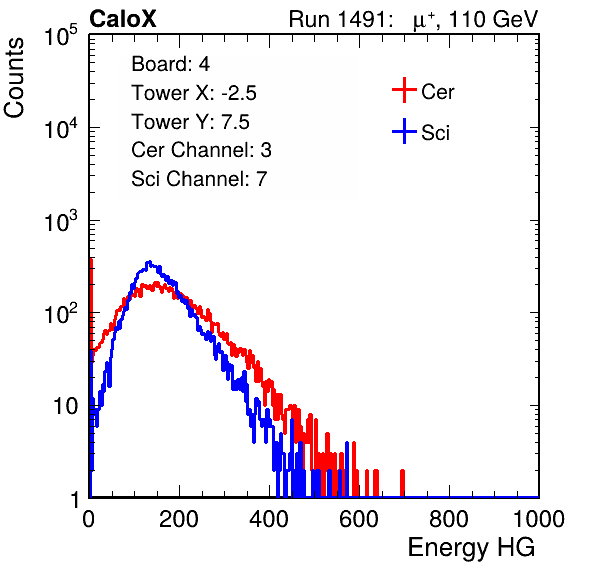 CaloX Run 1491: μ⁺, 110 GeV
Counts
Board: 4
Tower X: -2.5
Tower Y: 7.5
Cer Channel: 3
Sci Channel: 7
Cer
Sci
10⁵
10⁴
10³
10²
10
1
0 200 400 600 800 1000
Energy HG